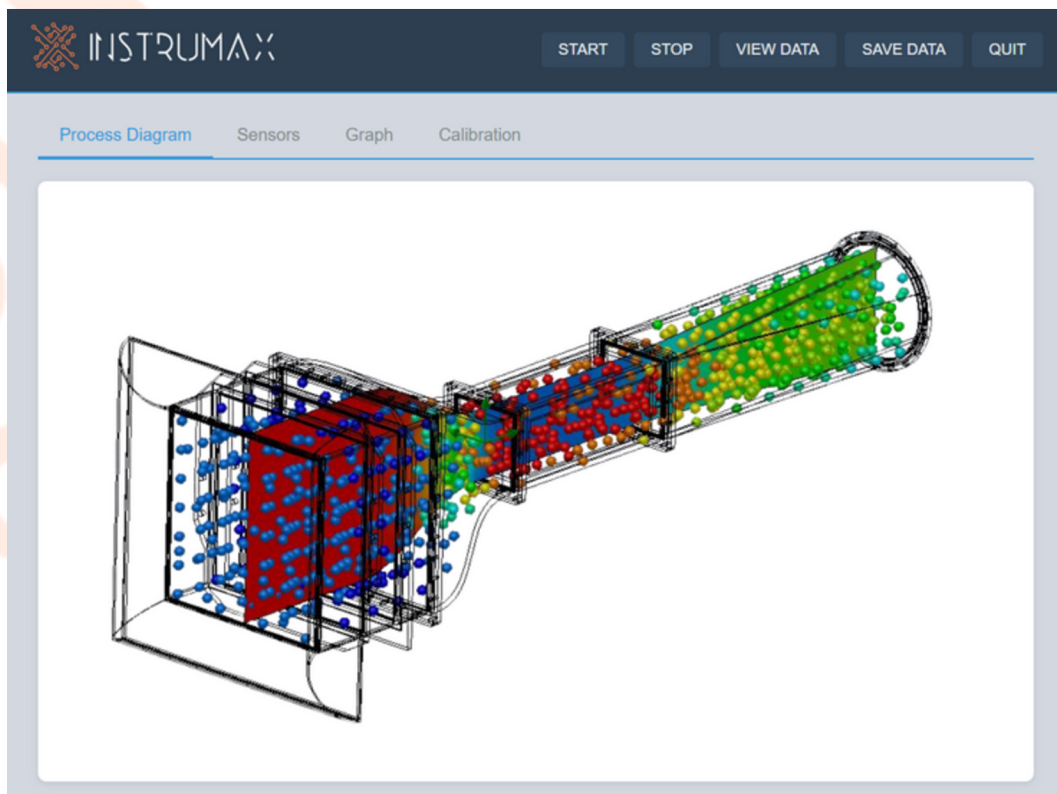 INSTRUMAX
START STOP VIEW DATA SAVE DATA QUIT
Process Diagram Sensors Graph Calibration